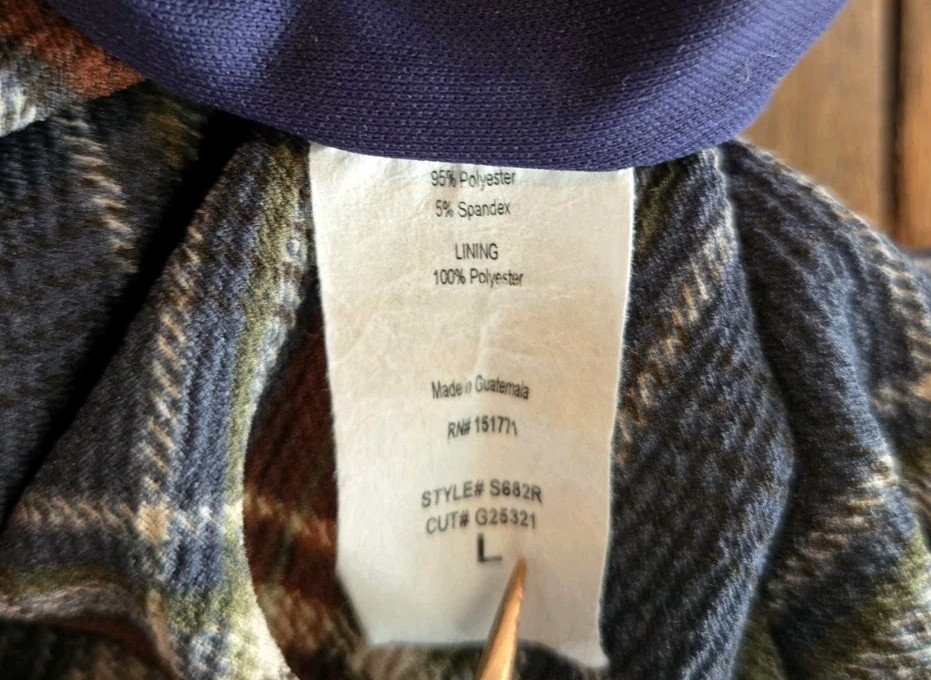 95% Polyester
5% Spandex
LINING
100% Polyester
Made in Guatemala
RN# 151771
STYLE# S682R
CUT# G25321
L